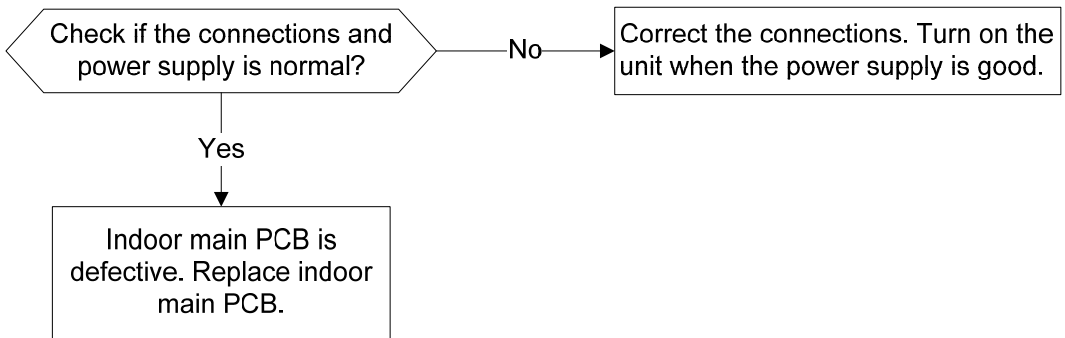 Check if the connections and
power supply is normal?
No
Correct the connections. Turn on the
unit when the power supply is good.
Yes
Indoor main PCB is
defective. Replace indoor
main PCB.